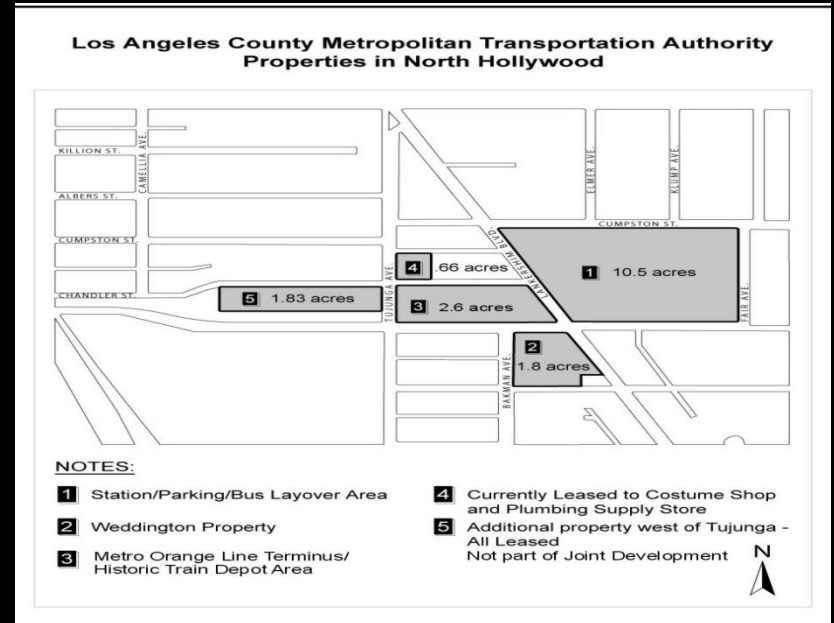 Los Angeles County Metropolitan Transportation Authority
Properties in North Hollywood
KILLION ST.
CAMELLIA AVE.
ALBERS ST.
CUMPSTON ST.
CHANDLER ST.
TUJUNGA AVE.
LANKERSHIM BLVD.
ELMER AVE.
KLUMP AVE.
CUMPSTON ST.
FAIR AVE.
BAKMAN AVE.
4 .66 acres
1 10.5 acres
5 1.83 acres
3 2.6 acres
2
1.8 acres
NOTES:
1 Station/Parking/Bus Layover Area
2 Weddington Property
3 Metro Orange Line Terminus/
Historic Train Depot Area
4 Currently Leased to Costume Shop
and Plumbing Supply Store
5 Additional property west of Tujunga -
All Leased
Not part of Joint Development
N